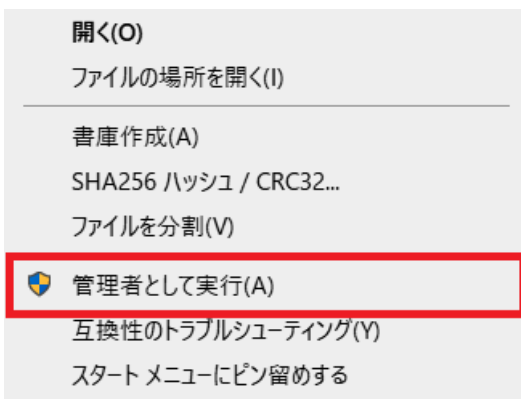 開く(O)
ファイルの場所を開く(I)
書庫作成(A)
SHA256 ハッシュ / CRC32...
ファイルを分割(V)
管理者として実行(A)
互換性のトラブルシューティング(Y)
スタート メニューにピン留めする